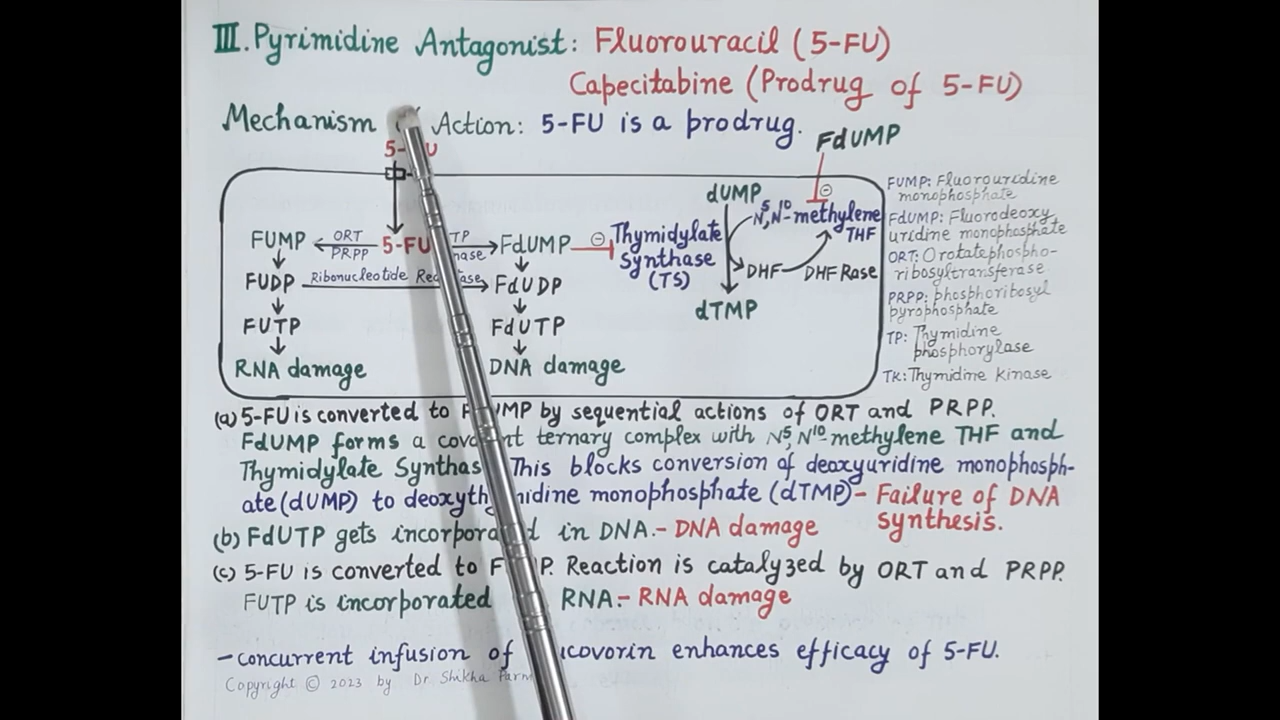 III. Pyrimidine Antagonist: Fluorouracil (5-FU)
Capecitabine (Prodrug of 5-FU)
Mechanism Action: 5-FU is a prodrug.
5- U
FdUMP
dUMP
N5,N10-methylene THF
FUMP ORT PRPP 5-FU TP FdUMP
Thymidylate Synthase (TS)
DHF DHFRase
FUDP Ribonucleotide FdUDP
dTMP
FUTP FdUTP
RNA damage DNA damage
FUMP: Fluorouridine monophosphate
FdUMP: Fluorodeoxy uridine monophosphate
ORT: Orotatephospho-
ribosyltransferase
PRPP: phosphoribosyl pyrophosphate
TP: Thymidine phosphorylase
TK: Thymidine kinase
(a) 5-FU is converted to UMP by sequential actions of ORT and PRPP.
FdUMP forms a ternary complex with N5,N10-methylene THF and
Thymidylate Synthas This blocks conversion of deoxyuridine monophosph-
ate (dUMP) to monophosphate (dTMP)- Failure of DNA
synthesis.
(b) FdUTP gets in DNA.- DNA damage
(c) 5-FU is converted to Reaction is catalyzed by ORT and PRPP.
FUTP is incorporated RNA.- RNA damage
-concurrent infusion of enhances efficacy of 5-FU.
Copyright © 2023 by Dr Shikha